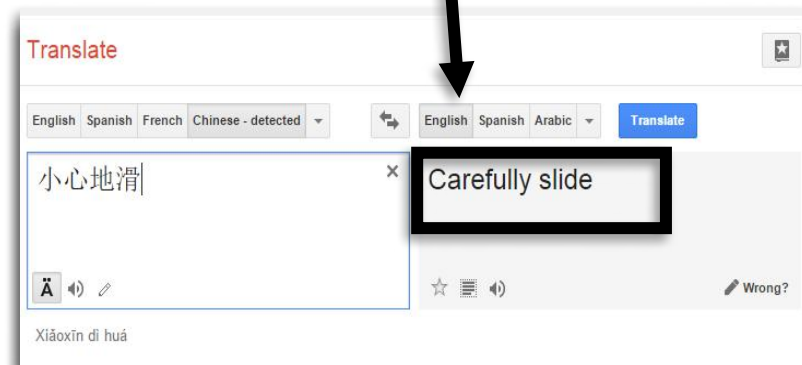 Translate
English Spanish French Chinese - detected English Spanish Arabic Translate
小心地滑 × Carefully slide
Ä Wrong?
Xiǎoxīn dì huá